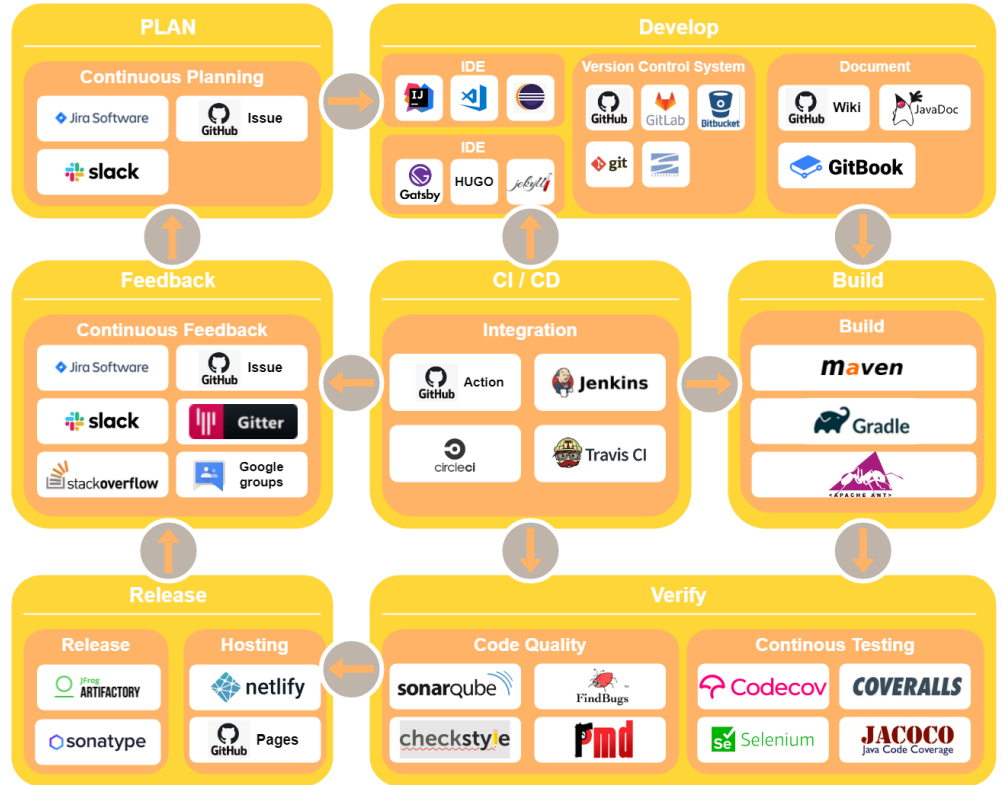 PLAN
Continuous Planning
Jira Software
GitHub Issue
slack
Develop
IDE
IJ
IDE
Gatsby
HUGO
jekyll
Version Control System
GitHub
GitLab
Bitbucket
git
Document
GitHub Wiki
JavaDoc
GitBook
Feedback
Continuous Feedback
Jira Software
GitHub Issue
slack
Gitter
stackoverflow
Google
groups
CI / CD
Integration
GitHub Action
Jenkins
circleci
Travis CI
Build
Build
maven
Gradle
<APACHE ANT>
Release
Release
JFrog
ARTIFACTORY
sonatype
Hosting
netlify
GitHub Pages
Verify
Code Quality
sonarqube
FindBugs
checkstyle
pmd
Continous Testing
Codecov
COVERALLS
Se Selenium
JACOCO
Java Code Coverage